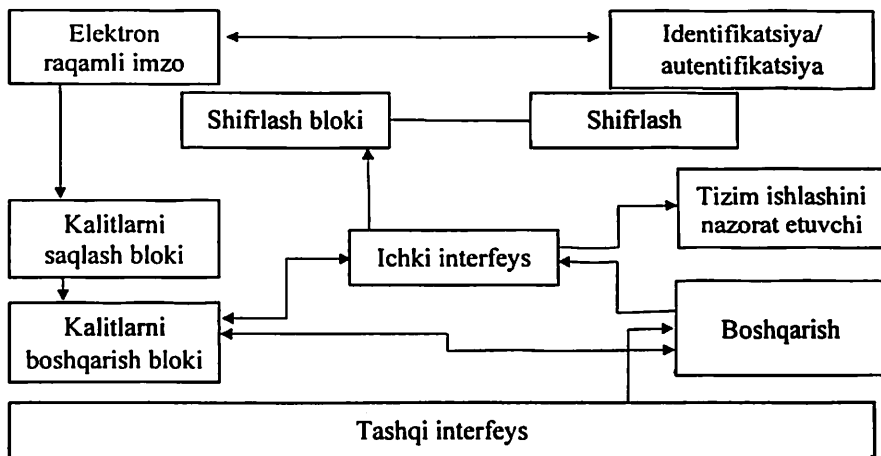 Elektron
raqamli imzo
Identifikatsiya/
autentifikatsiya
Shifrlash bloki
Shifrlash
Kalitlarni
saqlash bloki
Tizim ishlashini
nazorat etuvchi
Ichki interfeys
Kalitlarni
boshqarish bloki
Boshqarish
Tashqi interfeys